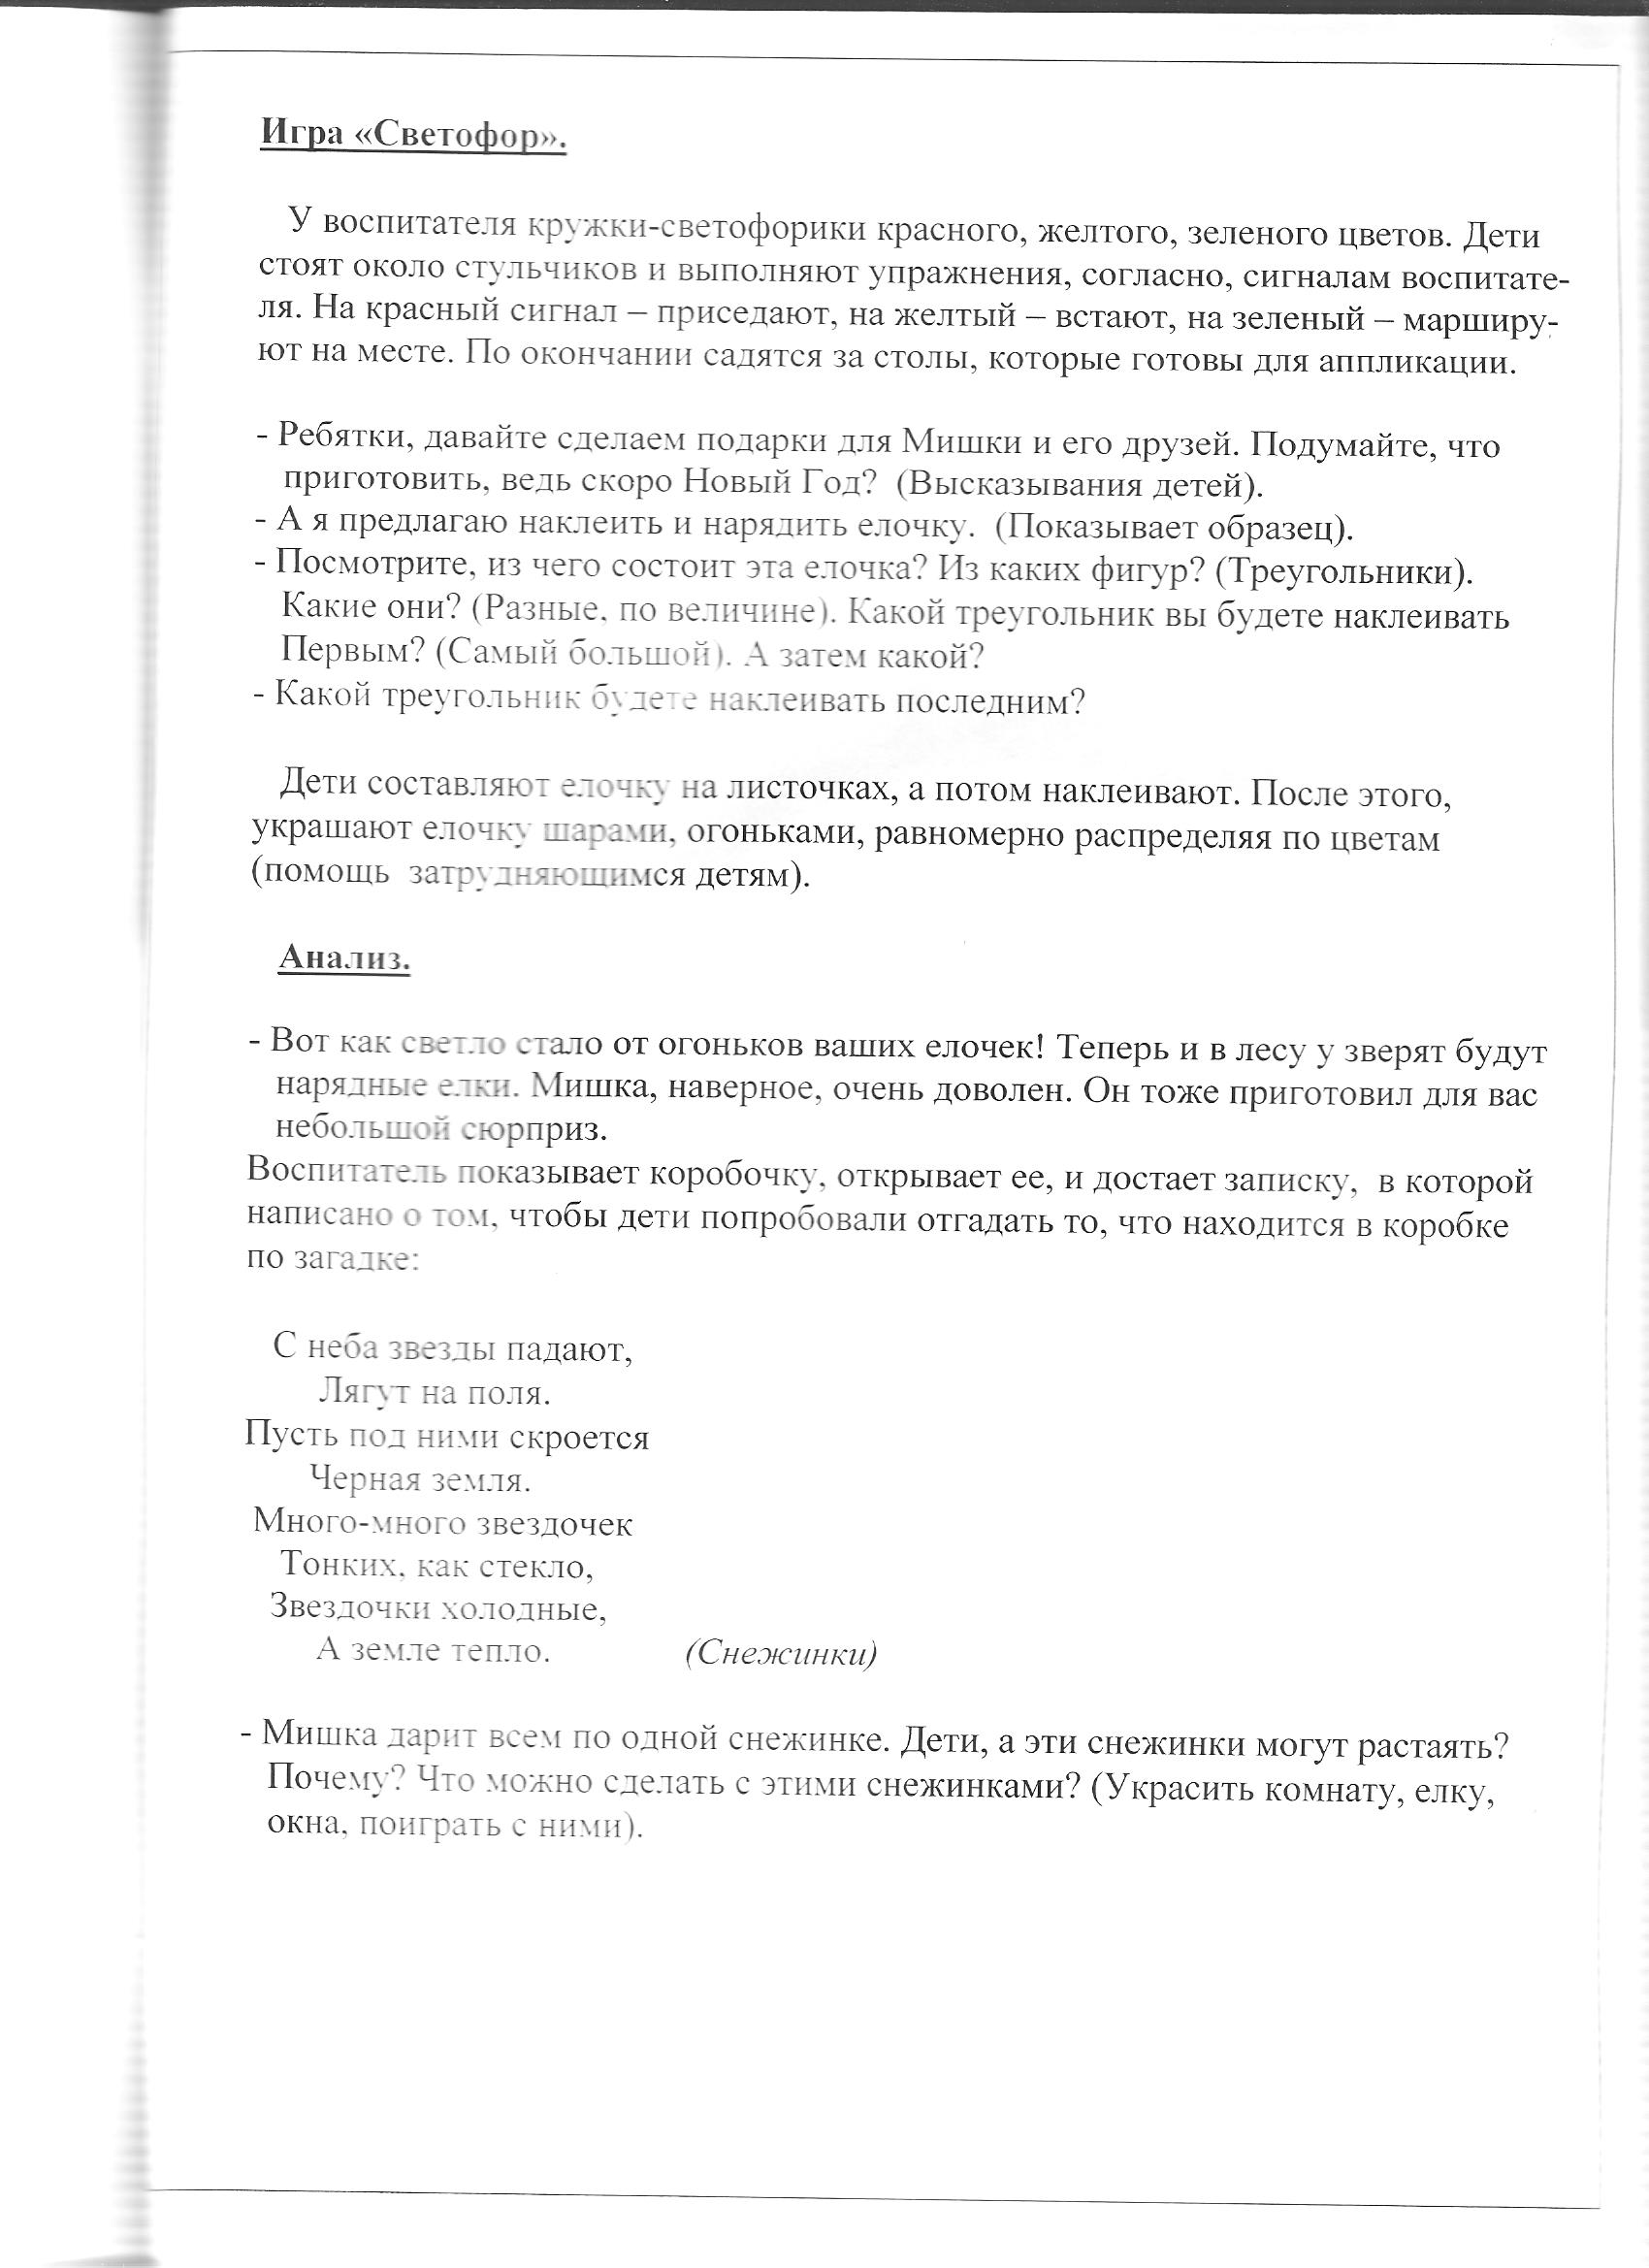 Игра «Светофор».
У воспитателя кружки-светофорики красного, желтого, зеленого цветов. Дети
стоят около стульчиков и выполняют упражнения, согласно, сигналам воспитате-
ля. На красный сигнал – приседают, на желтый – встают, на зеленый – марширу-
ют на месте. По окончании садятся за столы, которые готовы для аппликации.
- Ребятки, давайте сделаем подарки для Мишки и его друзей. Подумайте, что
приготовить, ведь скоро Новый Год? (Высказывания детей).
- А я предлагаю наклеить и нарядить елочку. (Показывает образец).
- Посмотрите, из чего состоит эта елочка? Из каких фигур? (Треугольники).
Какие они? (Разные, по величине). Какой треугольник вы будете наклеивать
Первым? (Самый большой). А затем какой?
- Какой треугольник будете наклеивать последним?
Дети составляют елочку на листочках, а потом наклеивают. После этого,
украшают елочку шарами, огоньками, равномерно распределяя по цветам
(помощь затрудняющимся детям).
Анализ.
- Вот как светло стало от огоньков ваших елочек! Теперь и в лесу у зверят будут
нарядные елки. Мишка, наверное, очень доволен. Он тоже приготовил для вас
небольшой сюрприз.
Воспитатель показывает коробочку, открывает ее, и достает записку, в которой
написано о том, чтобы дети попробовали отгадать то, что находится в коробке
по загадке:
С неба звезды падают,
Лягут на поля.
Пусть под ними скроется
Черная земля.
Много-много звездочек
Тонких, как стекло,
Звездочки холодные,
А земле тепло. (Снежинки)
- Мишка дарит всем по одной снежинке. Дети, а эти снежинки могут растаять?
Почему? Что можно сделать с этими снежинками? (Украсить комнату, елку,
окна, поиграть с ними).